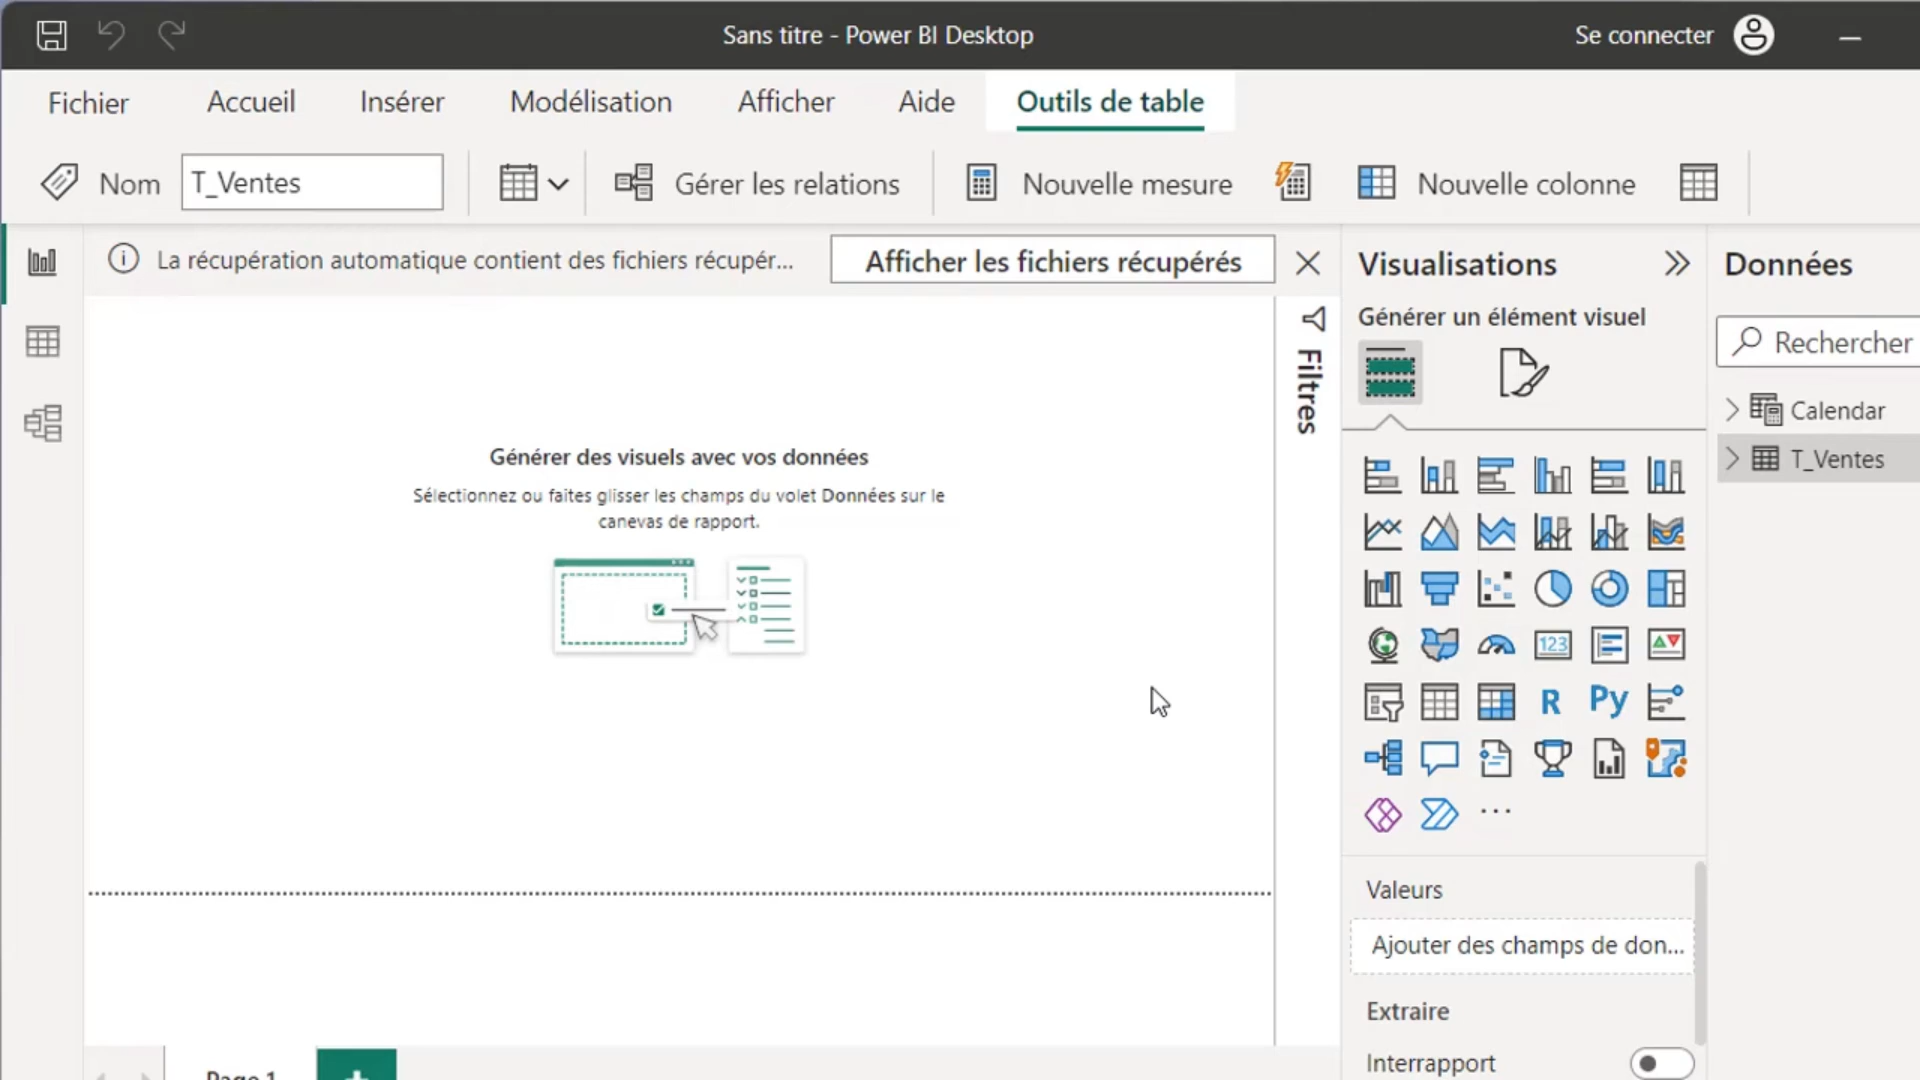 Sans titre - Power BI Desktop
Se connecter
Fichier
Accueil
Insérer
Modélisation
Afficher
Aide
Outils de table
Nom
T_Ventes
Gérer les relations
Nouvelle mesure
Nouvelle colonne
La récupération automatique contient des fichiers récupér...
Afficher les fichiers récupérés
Générer des visuels avec vos données
Sélectionnez ou faites glisser les champs du volet Données sur le
canevas de rapport.
Filtres
Visualisations
Générer un élément visuel
123
R
Py
...
Valeurs
Ajouter des champs de don...
Extraire
Interrapport
Données
Rechercher
Calendar
T_Ventes
Page 1